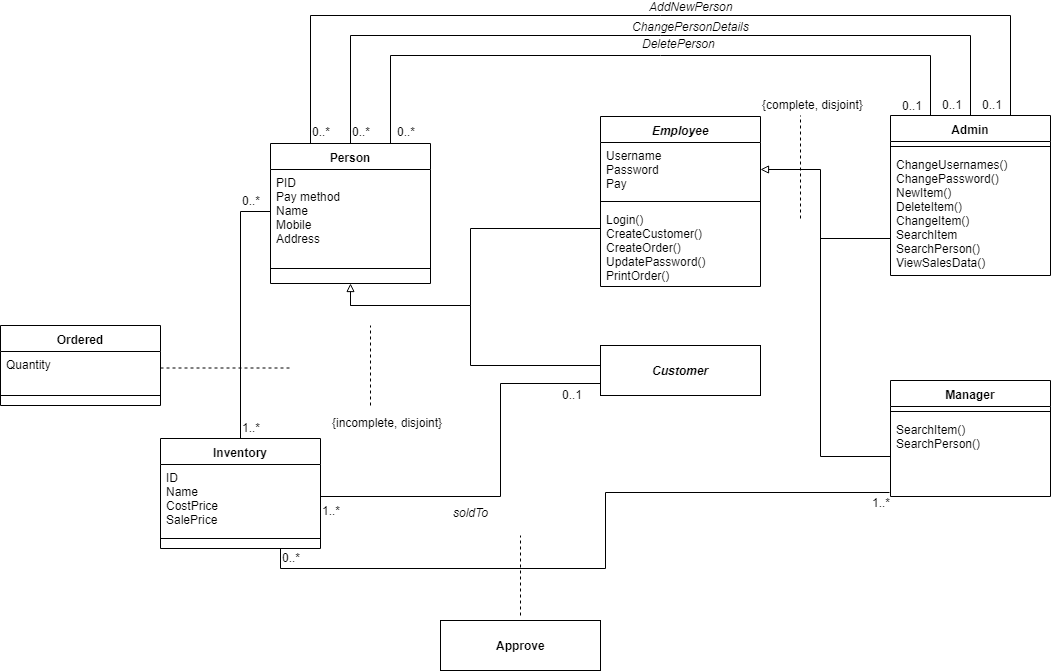 AddNewPerson
ChangePersonDetails
DeletePerson
0..*
0..*
0..*
0..1
0..1
0..1
{complete, disjoint}
Person
PID
Pay method
Name
Mobile
Address
Employee
Username
Password
Pay
Login()
CreateCustomer()
CreateOrder()
UpdatePassword()
PrintOrder()
Admin
ChangeUsernames()
ChangePassword()
NewItem()
DeleteItem()
ChangeItem()
SearchItem
SearchPerson()
ViewSalesData()
0..*
Ordered
Quantity
{incomplete, disjoint}
Customer
0..1
Manager
SearchItem()
SearchPerson()
1..*
1..*
Inventory
ID
Name
CostPrice
SalePrice
1..*
soldTo
0..*
Approve